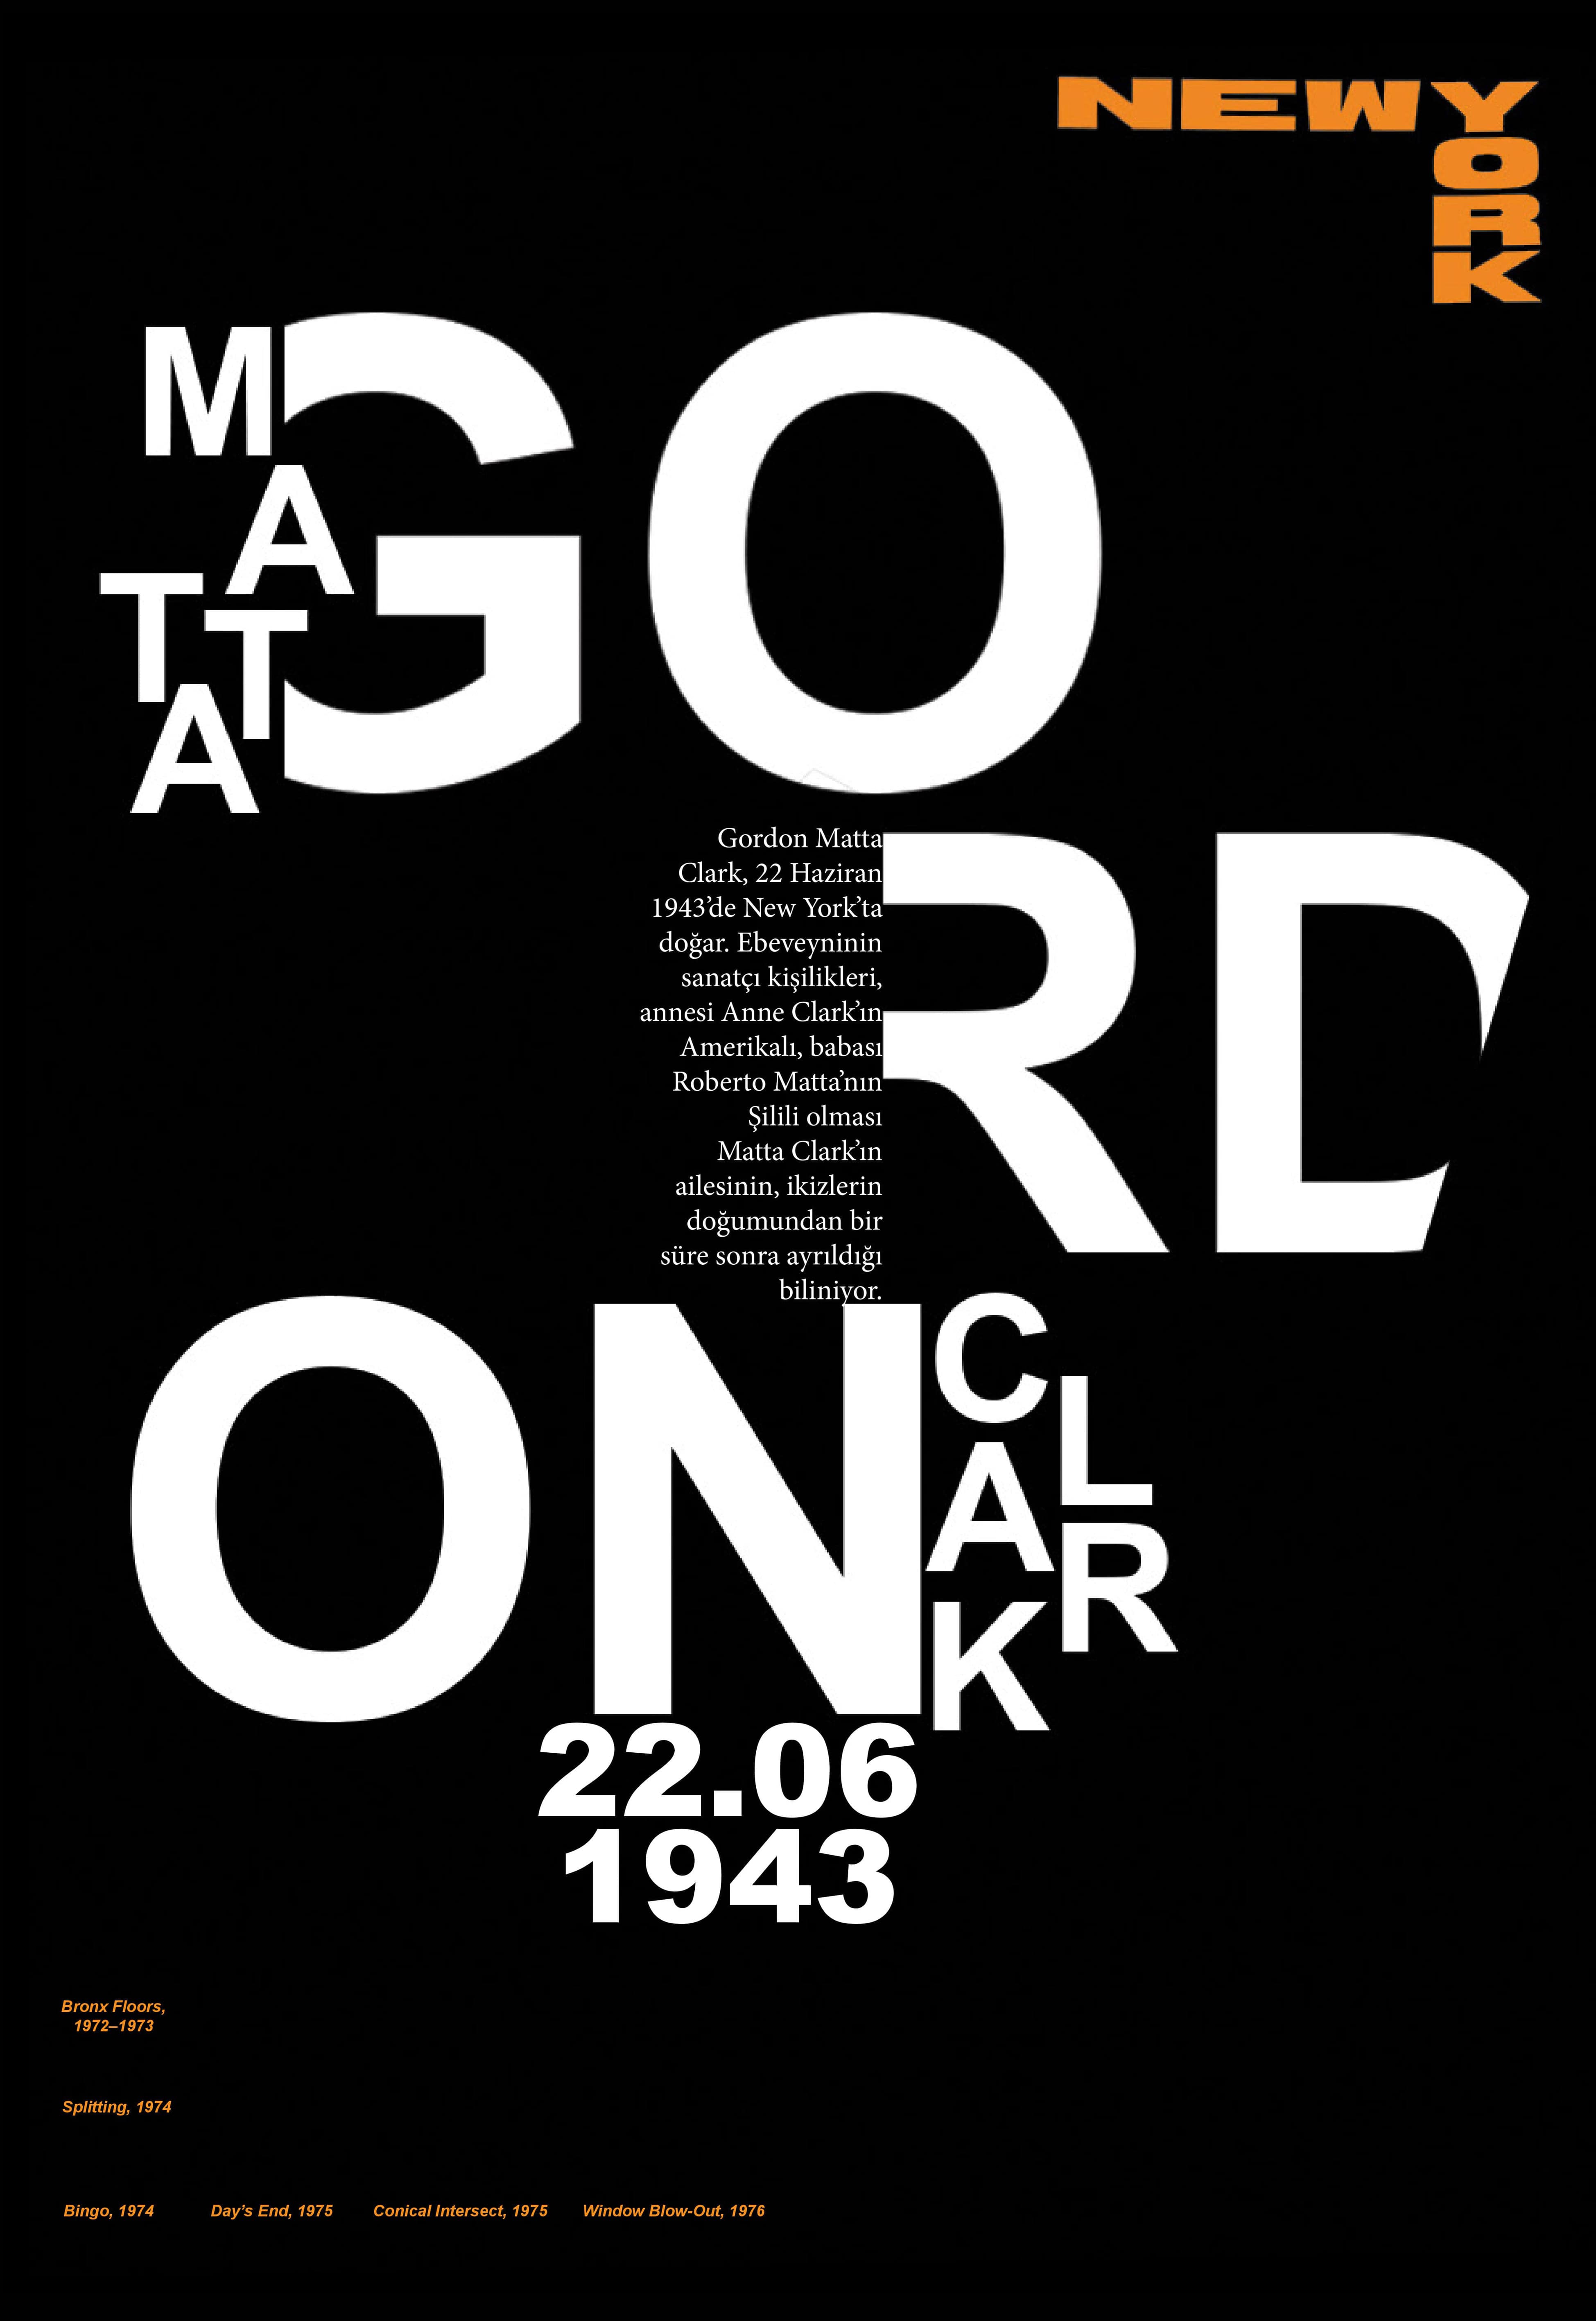 NEW YORK
MATTA
GO
Gordon Matta
Clark, 22 Haziran
1943’de New York’ta
doğar. Ebeveyninin
sanatçı kişilikleri,
annesi Anne Clark’ın
Amerikalı, babası
Roberto Matta’nın
Şilili olması
Matta Clark’ın
ailesinin, ikizlerin
doğumundan bir
süre sonra ayrıldığı
biliniyor.
RD
ON
CLARK
22.06
1943
Bronx Floors,
1972–1973
Splitting, 1974
Bingo, 1974
Day’s End, 1975
Conical Intersect, 1975
Window Blow-Out, 1976